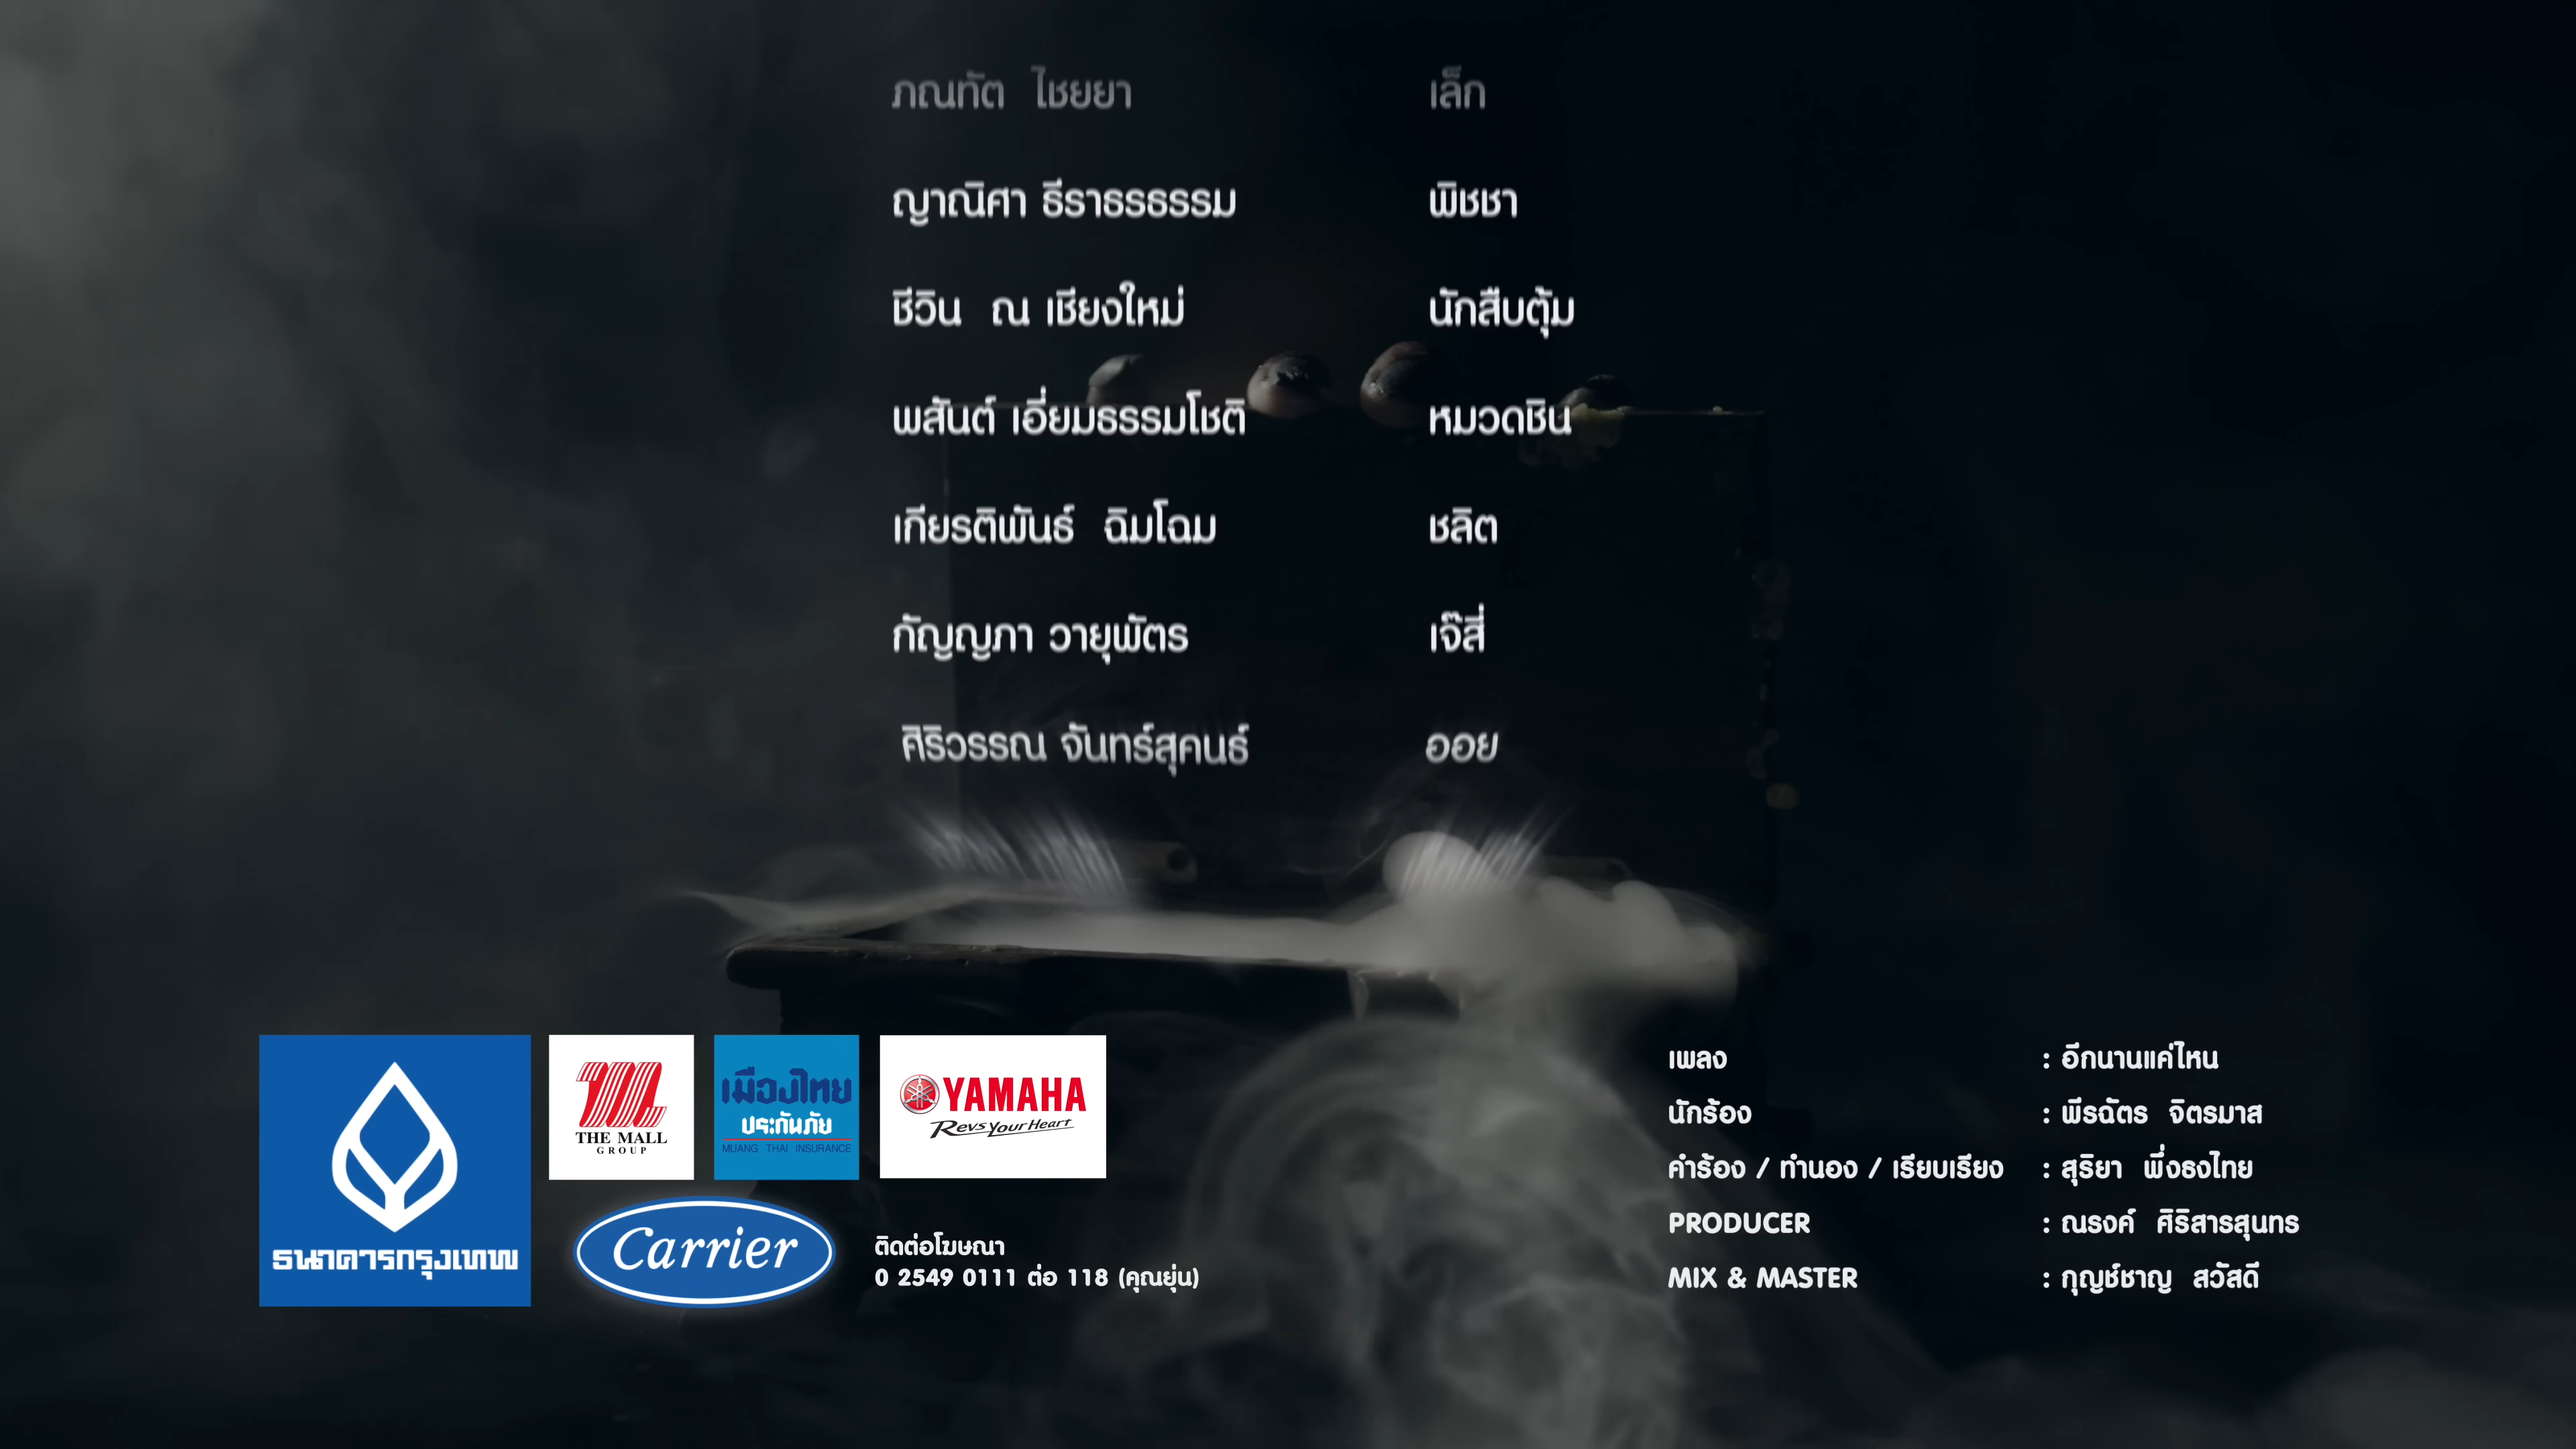 ภณทัต ไชยยา เล็ก
ญาณิศา ธีราธรธรรม พิชชา
ชีวิน ณ เชียงใหม่ นักสืบตุ้ม
พสันต์ เอี่ยมธรรมโชติ หมวดชิน
เกียรติพันธ์ ฉิมโฉม ชลิต
กัญญภา วายุพัตร เจ๊สี่
ศิริวรรณ จันทร์สุคนธ์ ออย
ธนาคารกรุงเทพ
THE MALL
GROUP
เมืองไทย
ประกันภัย
MUANG THAI INSURANCE
YAMAHA
Revs Your Heart
Carrier
ติดต่อโฆษณา
0 2549 0111 ต่อ 118 (คุณยุ่น)
เพลง : อีกนานแค่ไหน
นักร้อง : พีรฉัตร จิตรมาส
คำร้อง / ทำนอง / เรียบเรียง : สุริยา พึ่งธงไทย
PRODUCER : ณรงค์ ศิริสารสุนทร
MIX & MASTER : กุญช์ชาญ สวัสดี